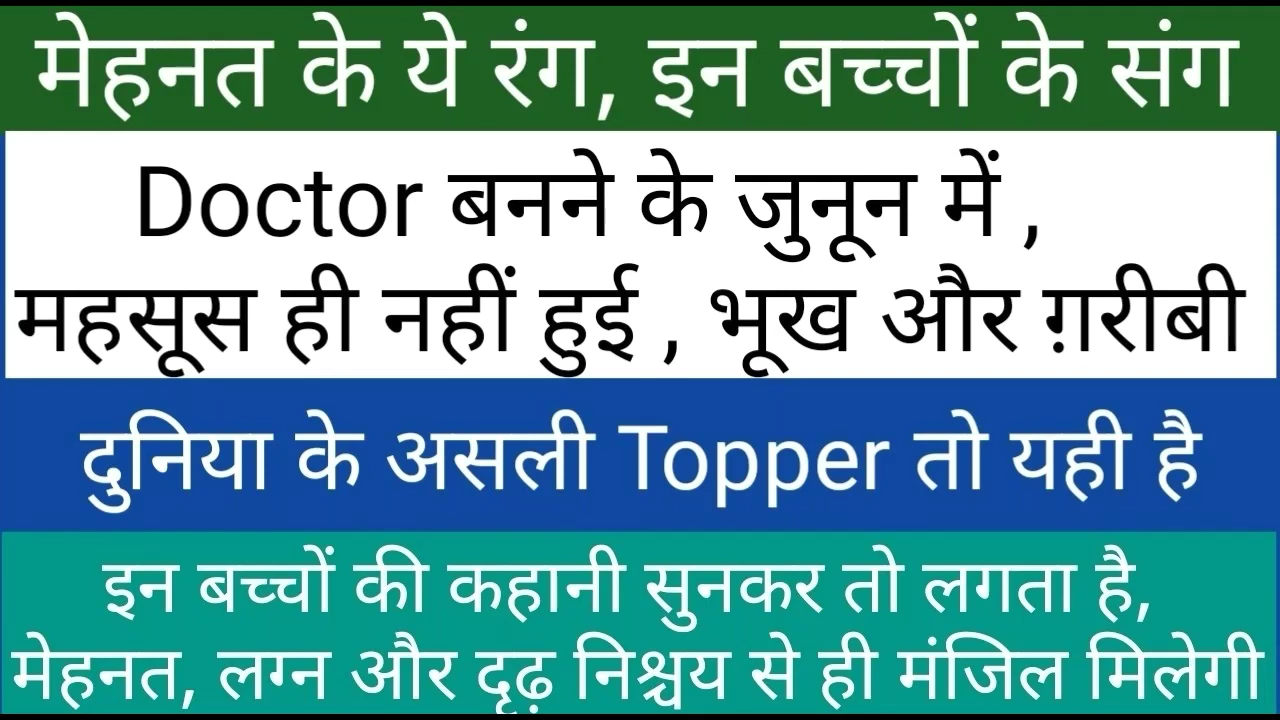 मेहनत के ये रंग, इन बच्चों के संग
Doctor बनने के जुनून में ,
महसूस ही नहीं हुई , भूख और ग़रीबी
दुनिया के असली Topper तो यही है
इन बच्चों की कहानी सुनकर तो लगता है,
मेहनत, लग्न और दृढ़ निश्चय से ही मंजिल मिलेगी